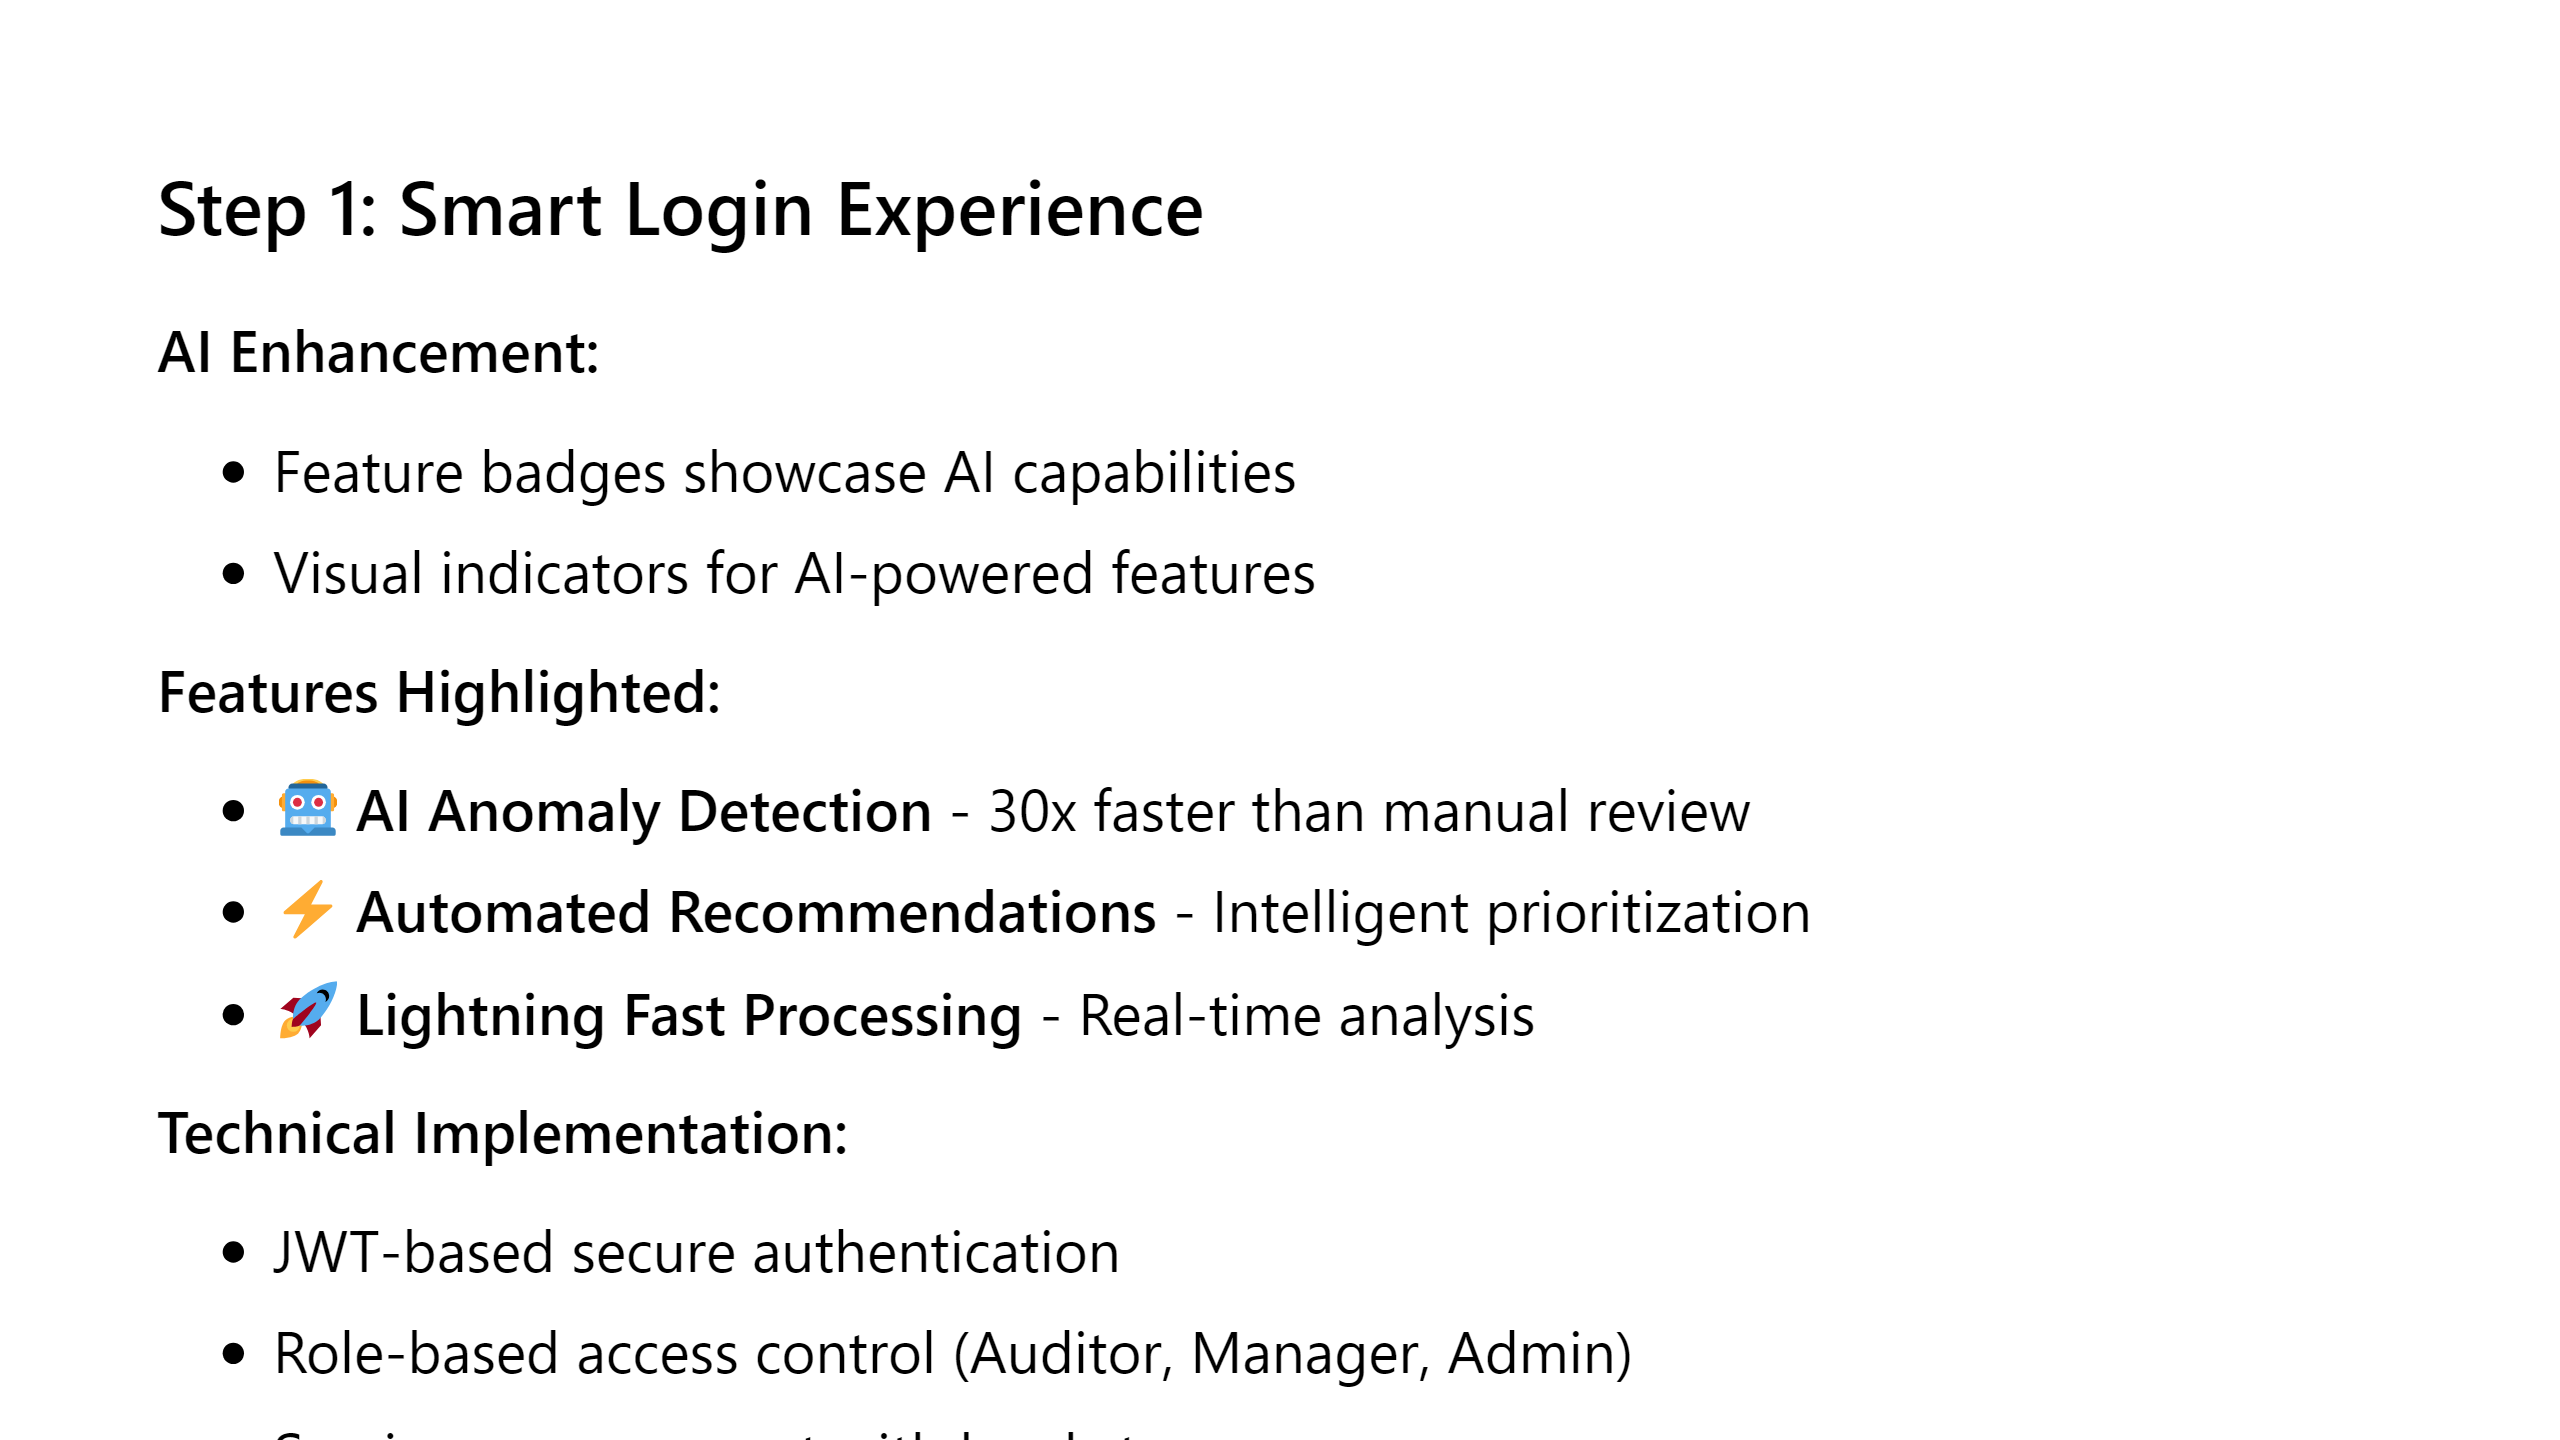 Step 1: Smart Login Experience
AI Enhancement:
• Feature badges showcase AI capabilities
• Visual indicators for AI-powered features
Features Highlighted:
• 🤖 AI Anomaly Detection - 30x faster than manual review
• ⚡ Automated Recommendations - Intelligent prioritization
• 🚀 Lightning Fast Processing - Real-time analysis
Technical Implementation:
• JWT-based secure authentication
• Role-based access control (Auditor, Manager, Admin)